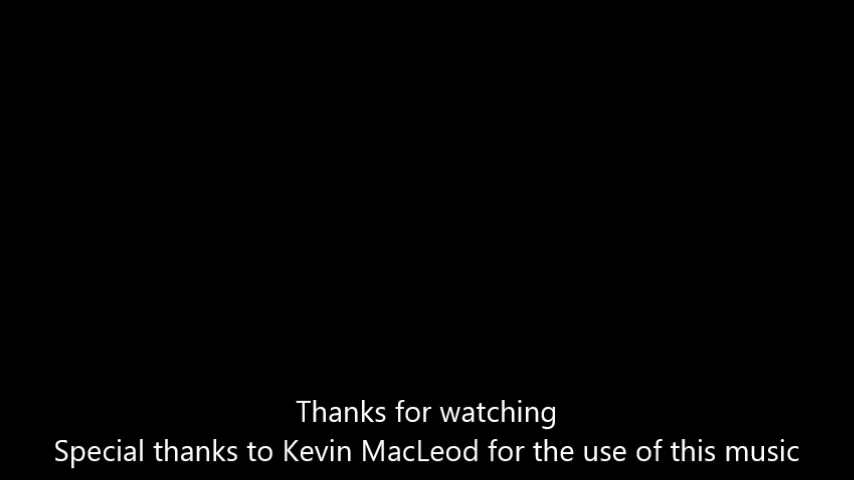 Thanks for watching
Special thanks to Kevin MacLeod for the use of this music